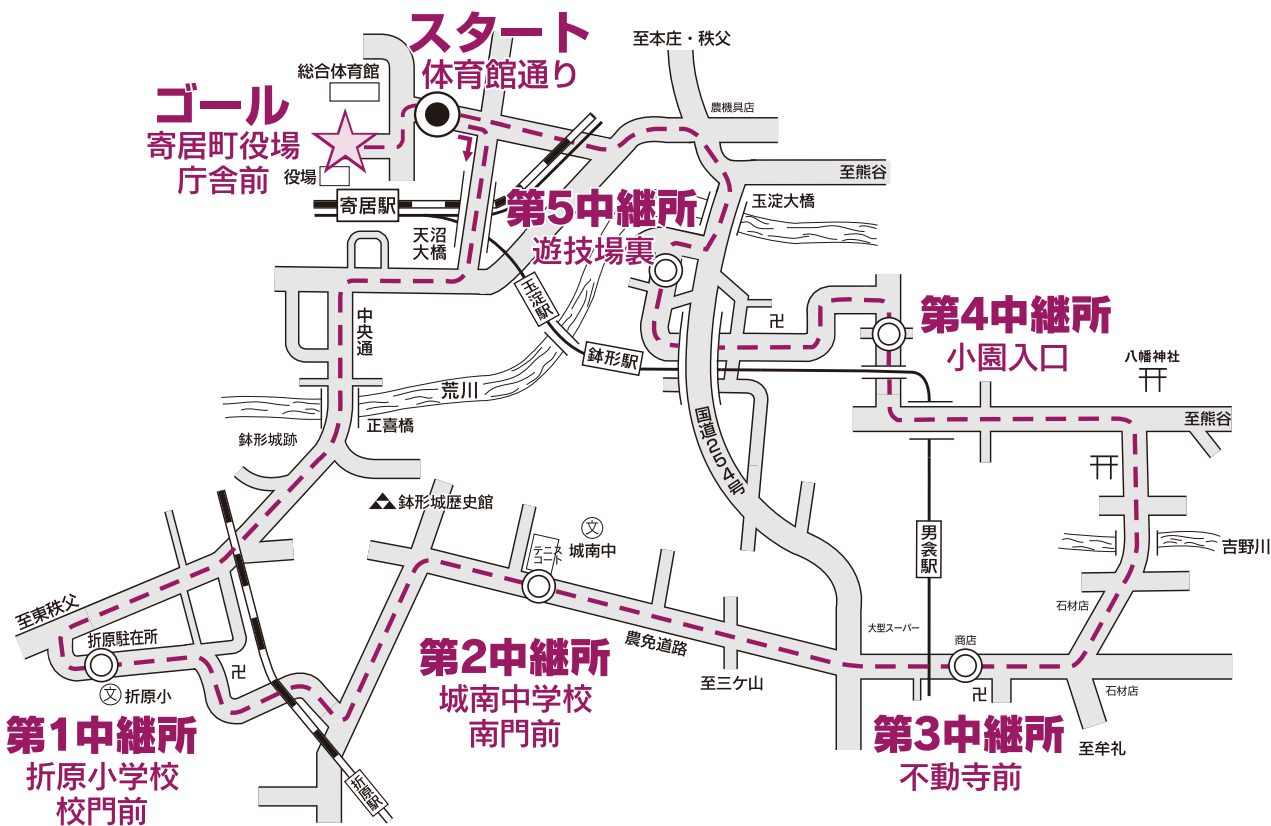 スタート
体育館通り
至本庄・秩父
総合体育館
ゴール
寄居町役場
庁舎前
役場
農機具店
至熊谷
寄居駅
第5中継所
遊技場裏
玉淀大橋
天沼
大橋
玉淀駅
中央通
鉢形駅
卍
第4中継所
小園入口
八幡神社
荒川
正喜橋
鉢形城跡
国道254号
至熊谷
鉢形城歴史館
テニス
コート
文
城南中
男衾駅
吉野川
至東秩父
折原駐在所
文
折原小
卍
農免道路
石材店
大型スーパー
商店
第2中継所
城南中学校
南門前
至三ケ山
卍
石材店
第1中継所
折原小学校
校門前
第3中継所
不動寺前
至牟礼
折原駅